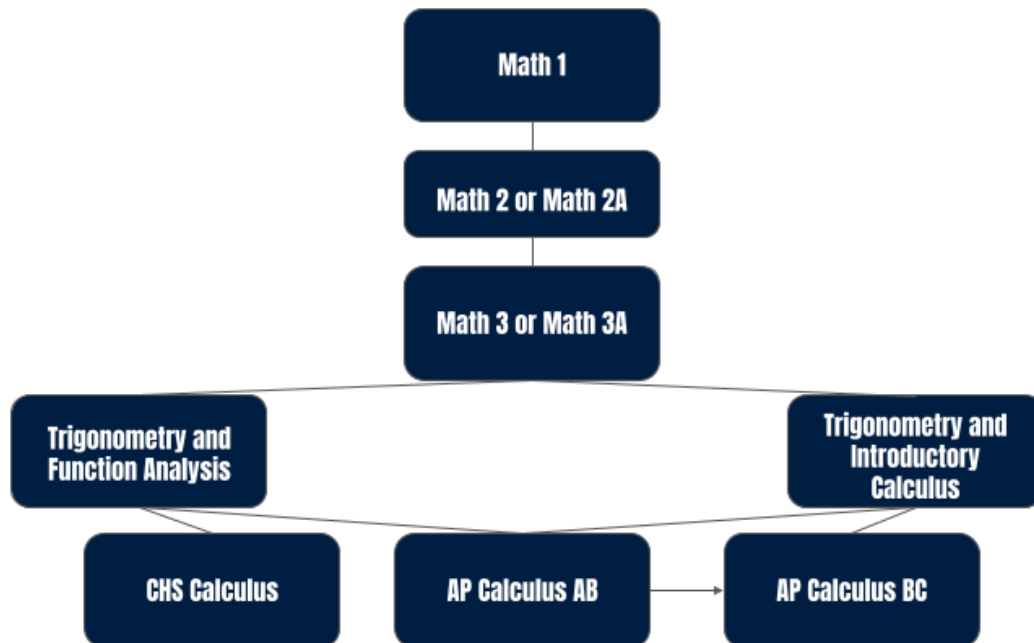 Math 1
Math 2 or Math 2A
Math 3 or Math 3A
Trigonometry and
Function Analysis
Trigonometry and
Introductory
Calculus
CHS Calculus
AP Calculus AB
AP Calculus BC